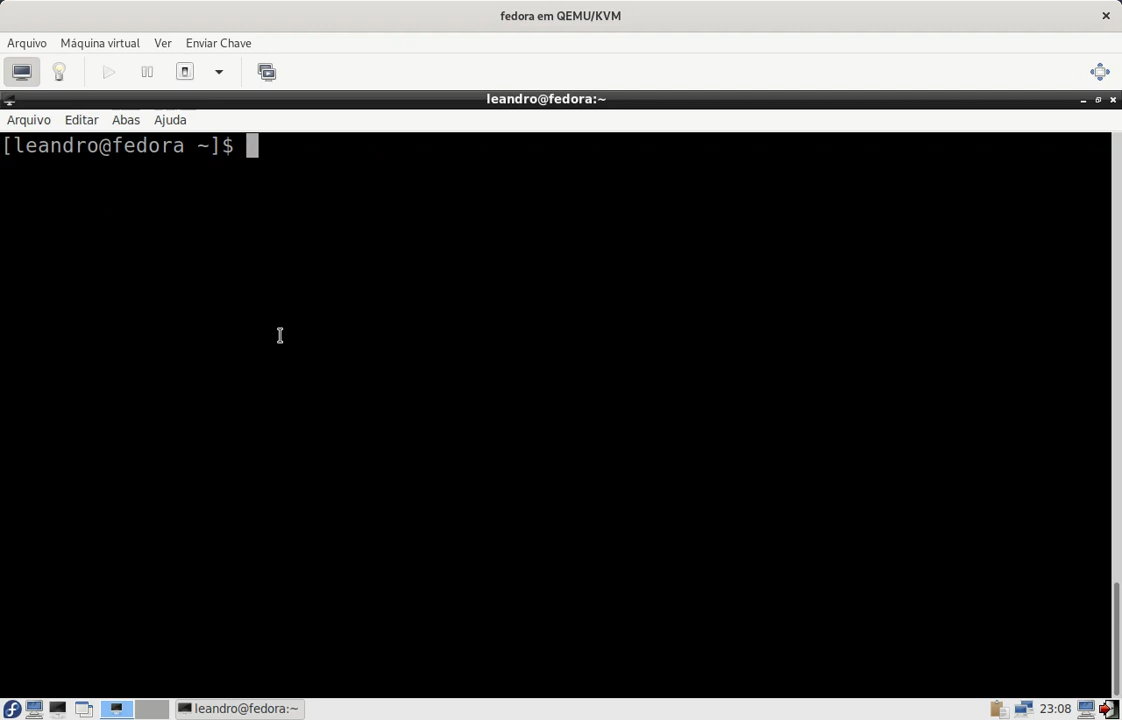 fedora em QEMU/KVM
Arquivo Máquina virtual Ver Enviar Chave
leandro@fedora:~
Arquivo Editar Abas Ajuda
[leandro@fedora ~]$
leandro@fedora:~ 23:08